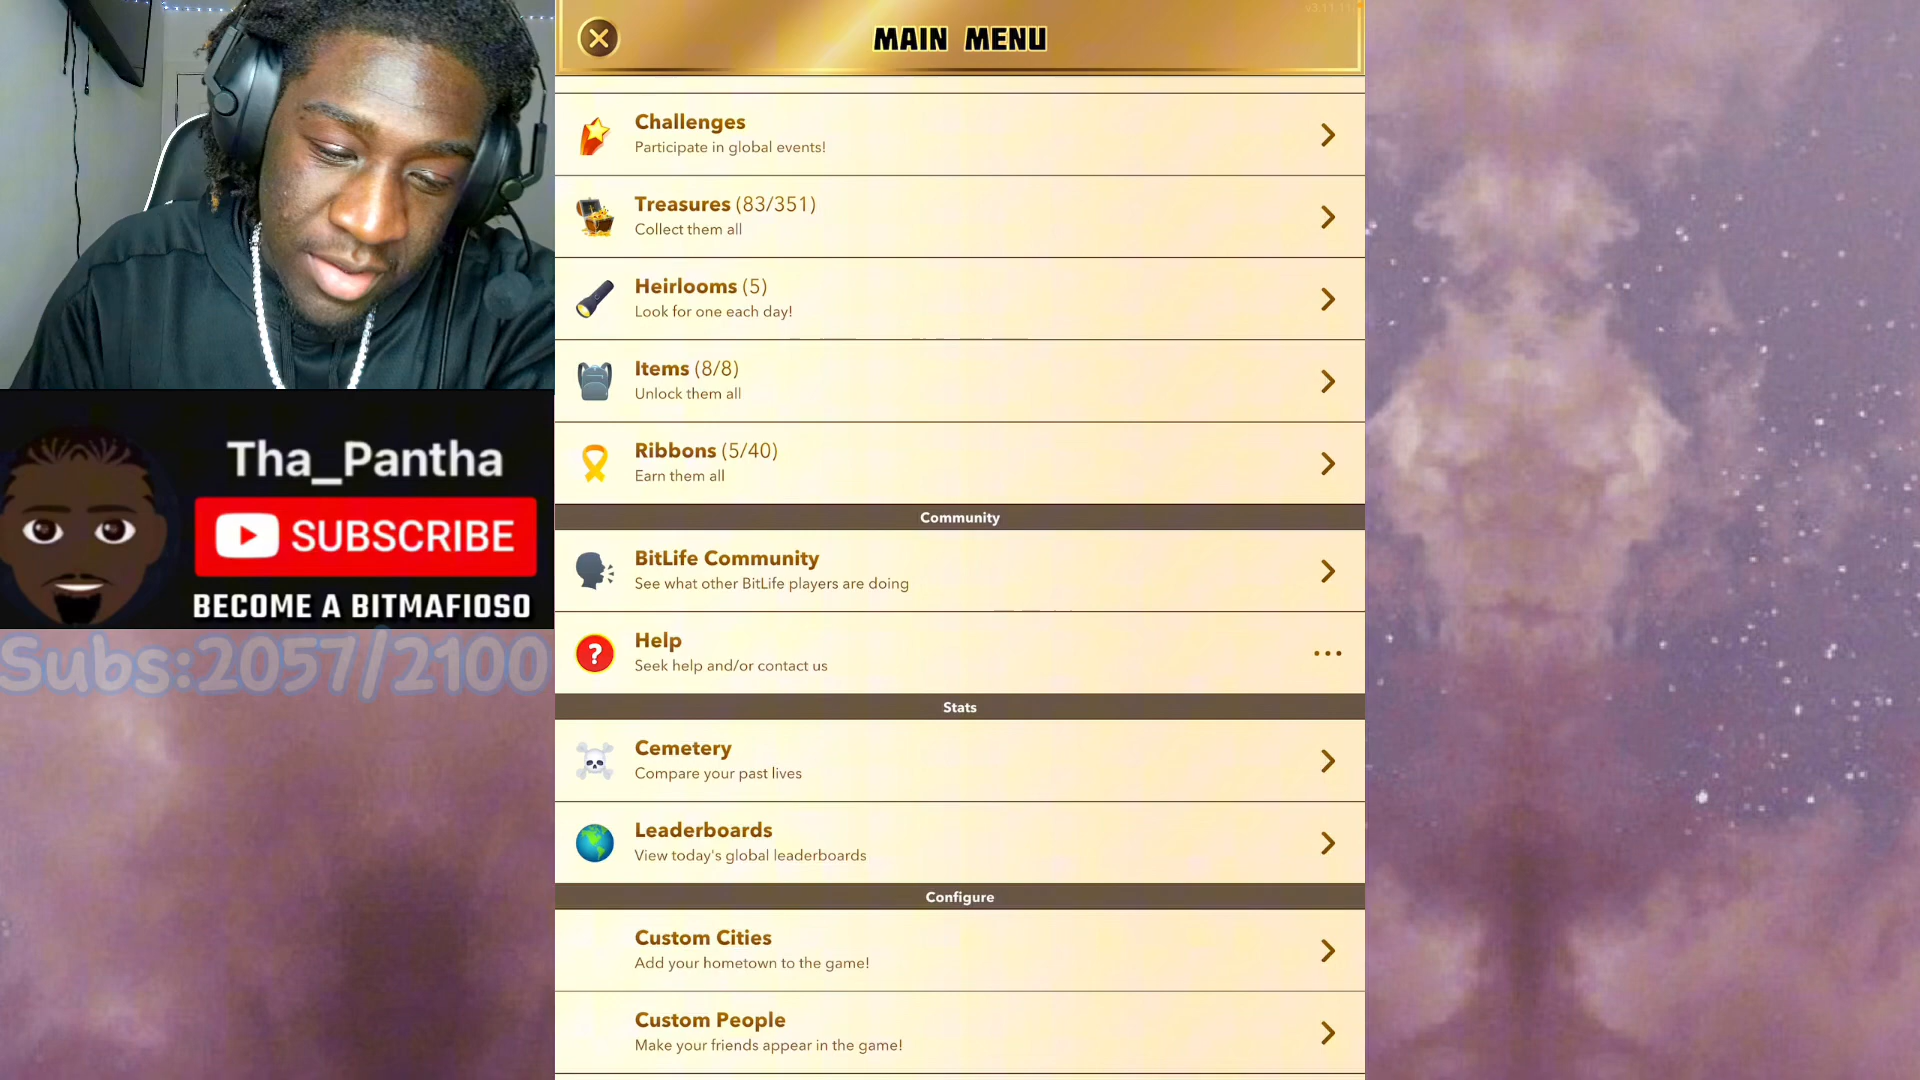 v3.11.11
MAIN MENU
Challenges
Participate in global events!
Treasures (83/351)
Collect them all
Heirlooms (5)
Look for one each day!
Items (8/8)
Unlock them all
Ribbons (5/40)
Earn them all
Community
BitLife Community
See what other BitLife players are doing
Help
Seek help and/or contact us
Stats
Cemetery
Compare your past lives
Leaderboards
View today's global leaderboards
Configure
Custom Cities
Add your hometown to the game!
Custom People
Make your friends appear in the game!
Tha_Pantha
SUBSCRIBE
BECOME A BITMAFIOSO
Subs:2057/2100